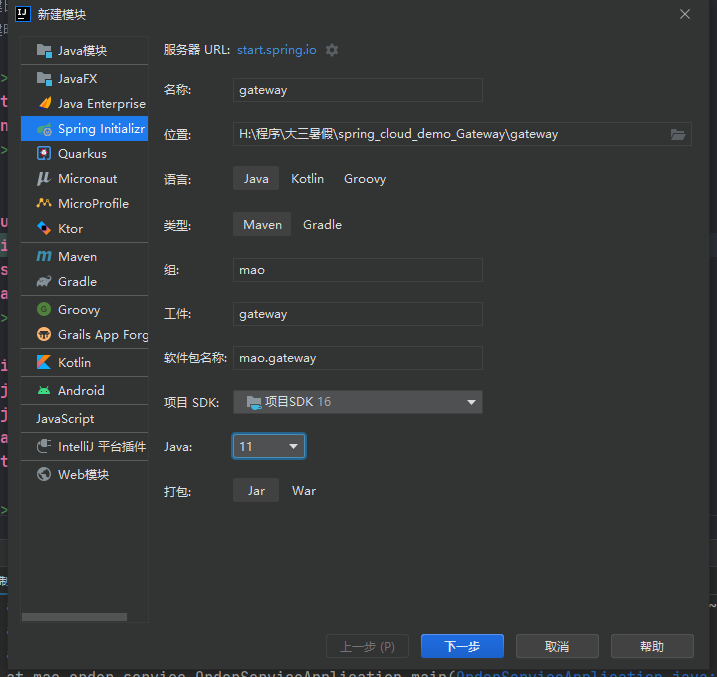 新建模块
Java模块
JavaFX
Java Enterprise
Spring Initializr
Quarkus
Micronaut
MicroProfile
Ktor
Maven
Gradle
Groovy
Grails App Forg
Kotlin
Android
JavaScript
IntelliJ 平台插件
Web模块
服务器 URL: start.spring.io
名称: gateway
位置: H:\程序\大三暑假\spring_cloud_demo_Gateway\gateway
语言: Java Kotlin Groovy
类型: Maven Gradle
组: mao
工件: gateway
软件包名称: mao.gateway
项目 SDK: 项目SDK 16
Java: 11
打包: Jar War
上一步 (P) 下一步 取消 帮助